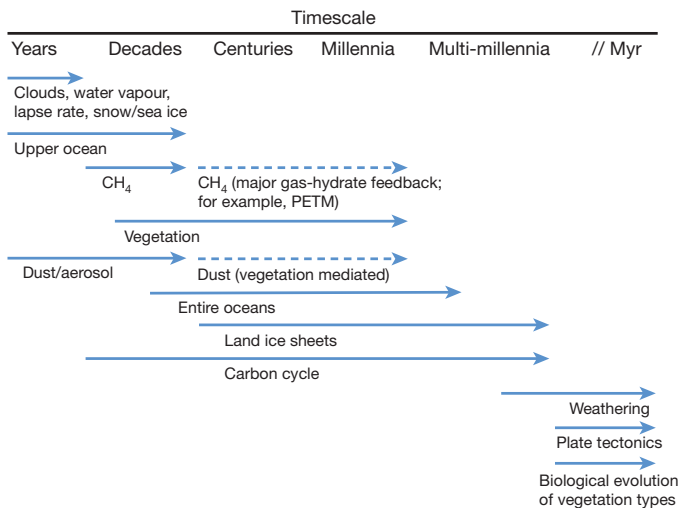 Timescale
Years Decades Centuries Millennia Multi-millennia // Myr
Clouds, water vapour,
lapse rate, snow/sea ice
Upper ocean
CH₄
CH₄ (major gas-hydrate feedback;
for example, PETM)
Vegetation
Dust/aerosol
Dust (vegetation mediated)
Entire oceans
Land ice sheets
Carbon cycle
Weathering
Plate tectonics
Biological evolution
of vegetation types